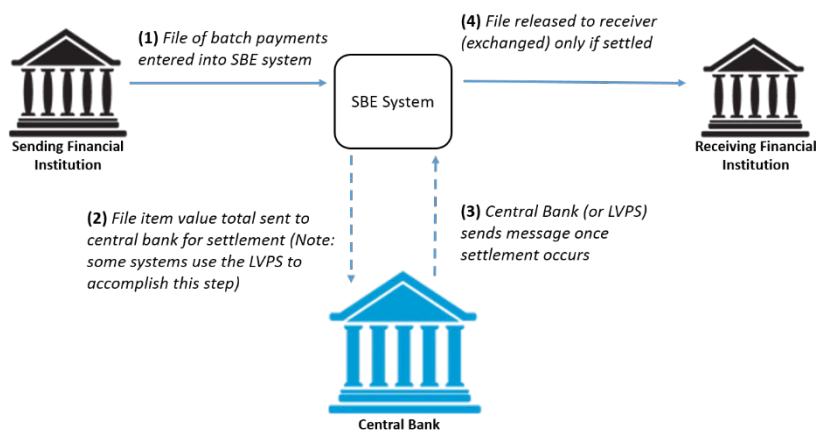 (1) File of batch payments
entered into SBE system
(4) File released to receiver
(exchanged) only if settled
SBE System
Sending Financial
Institution
Receiving Financial
Institution
(2) File item value total sent to
central bank for settlement (Note:
some systems use the LVPS to
accomplish this step)
(3) Central Bank (or LVPS)
sends message once
settlement occurs
Central Bank